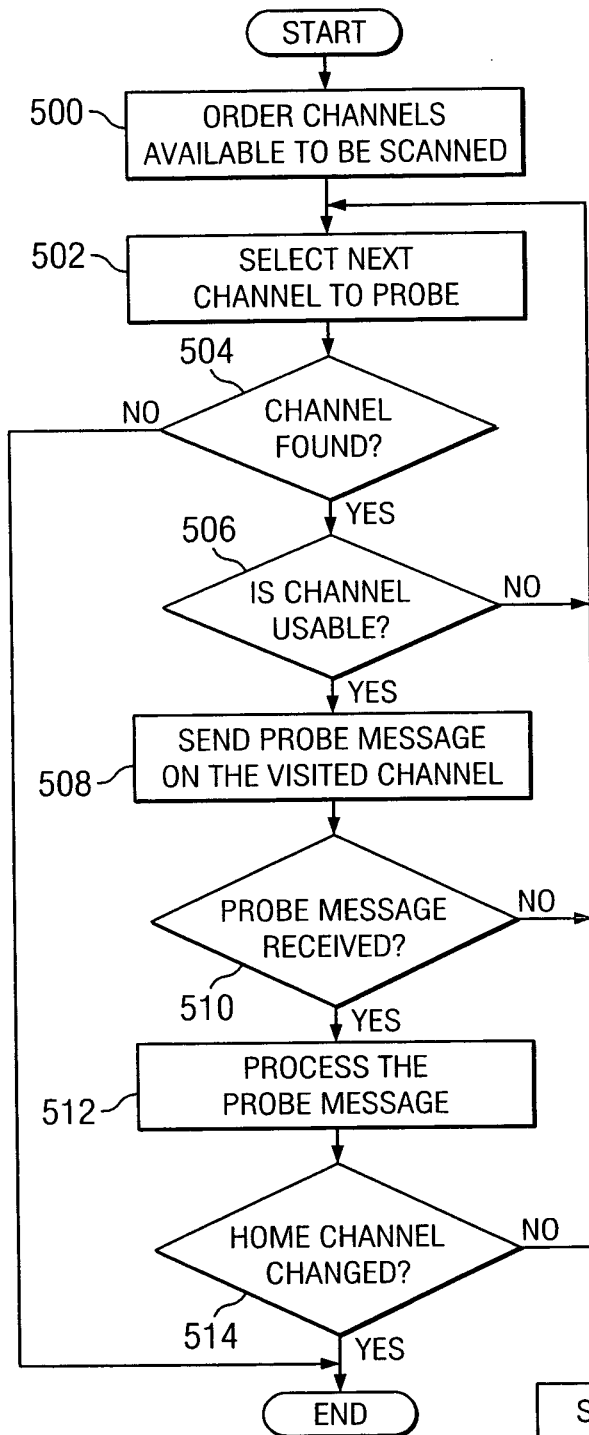 START
500
ORDER CHANNELS
AVAILABLE TO BE SCANNED
502
SELECT NEXT
CHANNEL TO PROBE
504
NO
CHANNEL
FOUND?
YES
506
IS CHANNEL
USABLE?
NO
YES
SEND PROBE MESSAGE
ON THE VISITED CHANNEL
508
PROBE MESSAGE
RECEIVED?
NO
510
YES
PROCESS THE
PROBE MESSAGE
512
HOME CHANNEL
CHANGED?
NO
514
YES
END
S